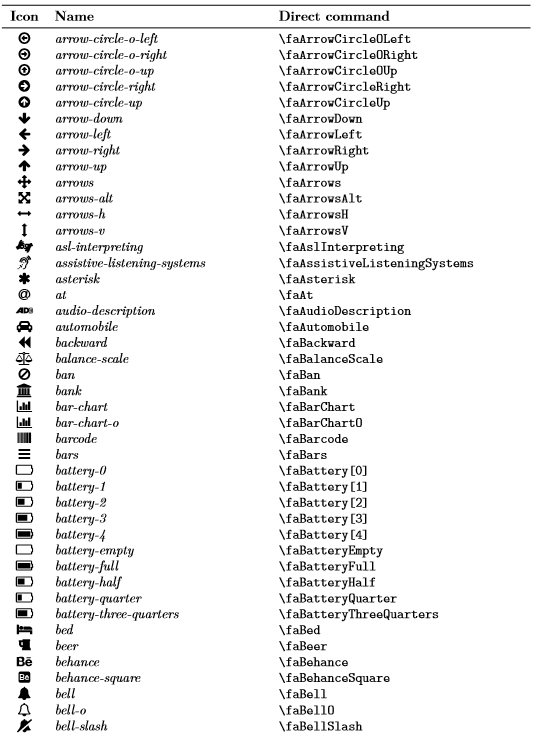 Icon Name Direct command
arrow-circle-o-left \faArrowCircleOLeft
arrow-circle-o-right \faArrowCircleORight
arrow-circle-o-up \faArrowCircleOUp
arrow-circle-right \faArrowCircleRight
arrow-circle-up \faArrowCircleUp
arrow-down \faArrowDown
arrow-left \faArrowLeft
arrow-right \faArrowRight
arrow-up \faArrowUp
arrows \faArrows
arrows-alt \faArrowsAlt
arrows-h \faArrowsH
arrows-v \faArrowsV
asl-interpreting \faAslInterpreting
assistive-listening-systems \faAssistiveListeningSystems
asterisk \faAsterisk
@ at \faAt
AD audio-description \faAudioDescription
automobile \faAutomobile
backward \faBackward
balance-scale \faBalanceScale
ban \faBan
bank \faBank
bar-chart \faBarChart
bar-chart-o \faBarChartO
barcode \faBarcode
bars \faBars
battery-0 \faBattery[0]
battery-1 \faBattery[1]
battery-2 \faBattery[2]
battery-3 \faBattery[3]
battery-4 \faBattery[4]
battery-empty \faBatteryEmpty
battery-full \faBatteryFull
battery-half \faBatteryHalf
battery-quarter \faBatteryQuarter
battery-three-quarters \faBatteryThreeQuarters
bed \faBed
beer \faBeer
Bē behance \faBehance
Bē behance-square \faBehanceSquare
bell \faBell
bell-o \faBellO
bell-slash \faBellSlash